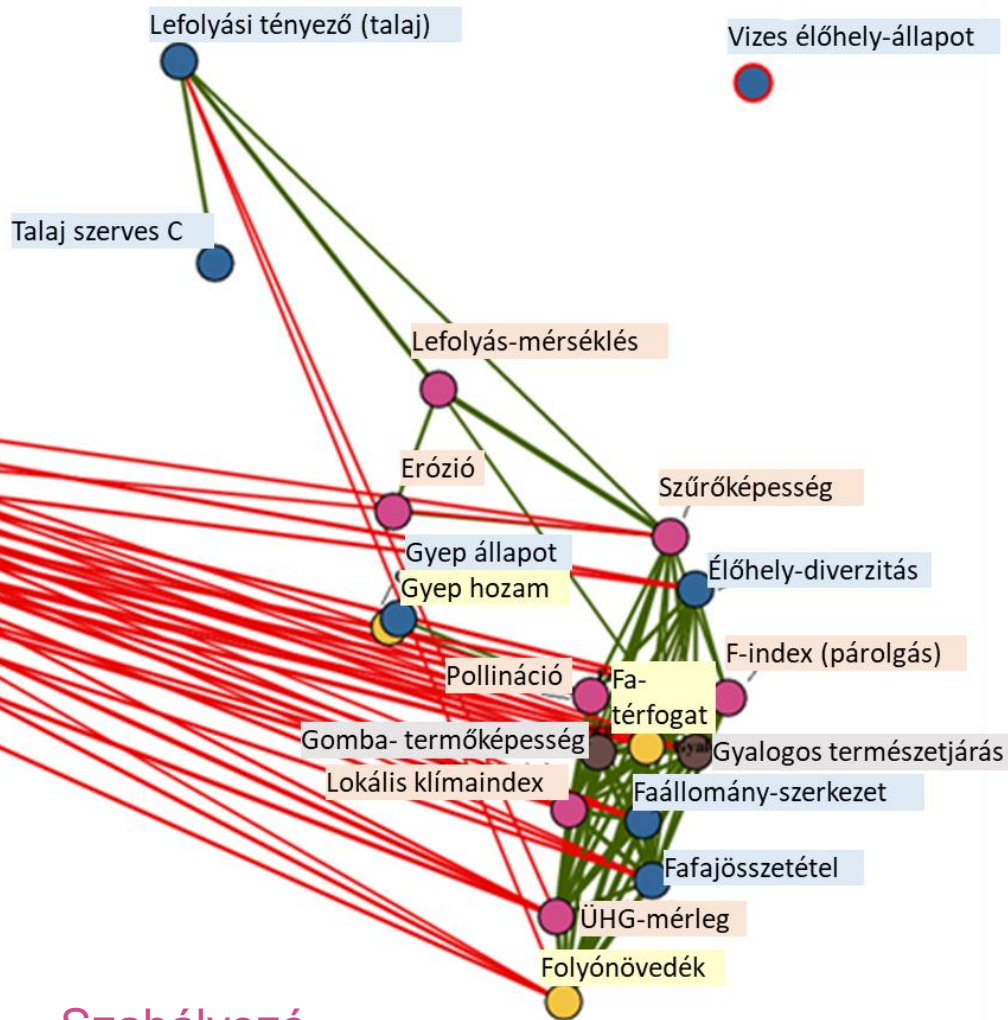 Lefolyási tényező (talaj)
Vizes élőhely-állapot
Talaj szerves C
Lefolyás-mérséklés
Erózió
Szűrőképesség
Gyep állapot
Élőhely-diverzitás
Gyep hozam
F-index (párolgás)
Pollináció
Fa-
térfogat
Gomba- termőképesség
Gyalogos természetjárás
Lokális klímaindex
Faállomány-szerkezet
Fafajösszetétel
ÜHG-mérleg
Folyónövedék